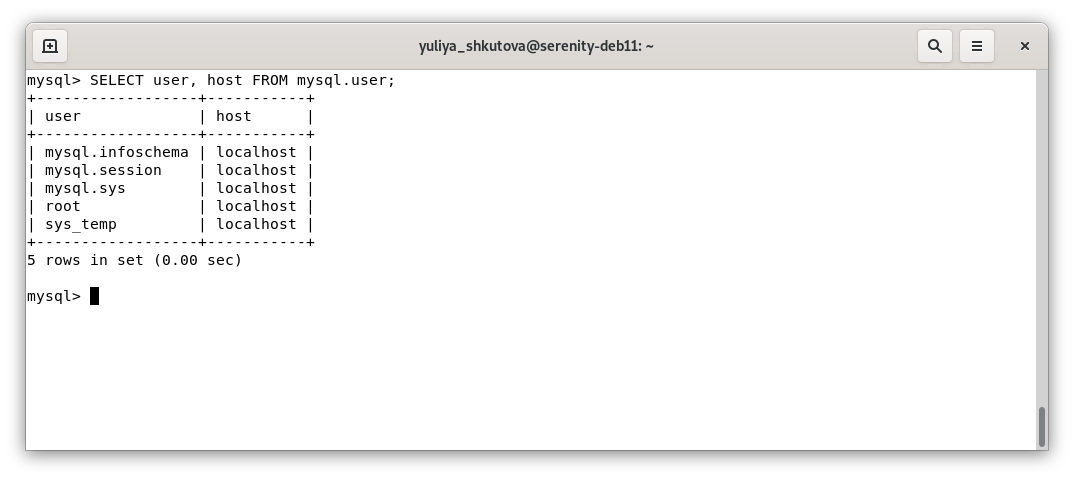 yuliya_shkutova@serenity-deb11: ~
mysql> SELECT user, host FROM mysql.user;
+------------------+-----------+
| user             | host      |
+------------------+-----------+
| mysql.infoschema | localhost |
| mysql.session    | localhost |
| mysql.sys        | localhost |
| root             | localhost |
| sys_temp         | localhost |
+------------------+-----------+
5 rows in set (0.00 sec)
mysql>